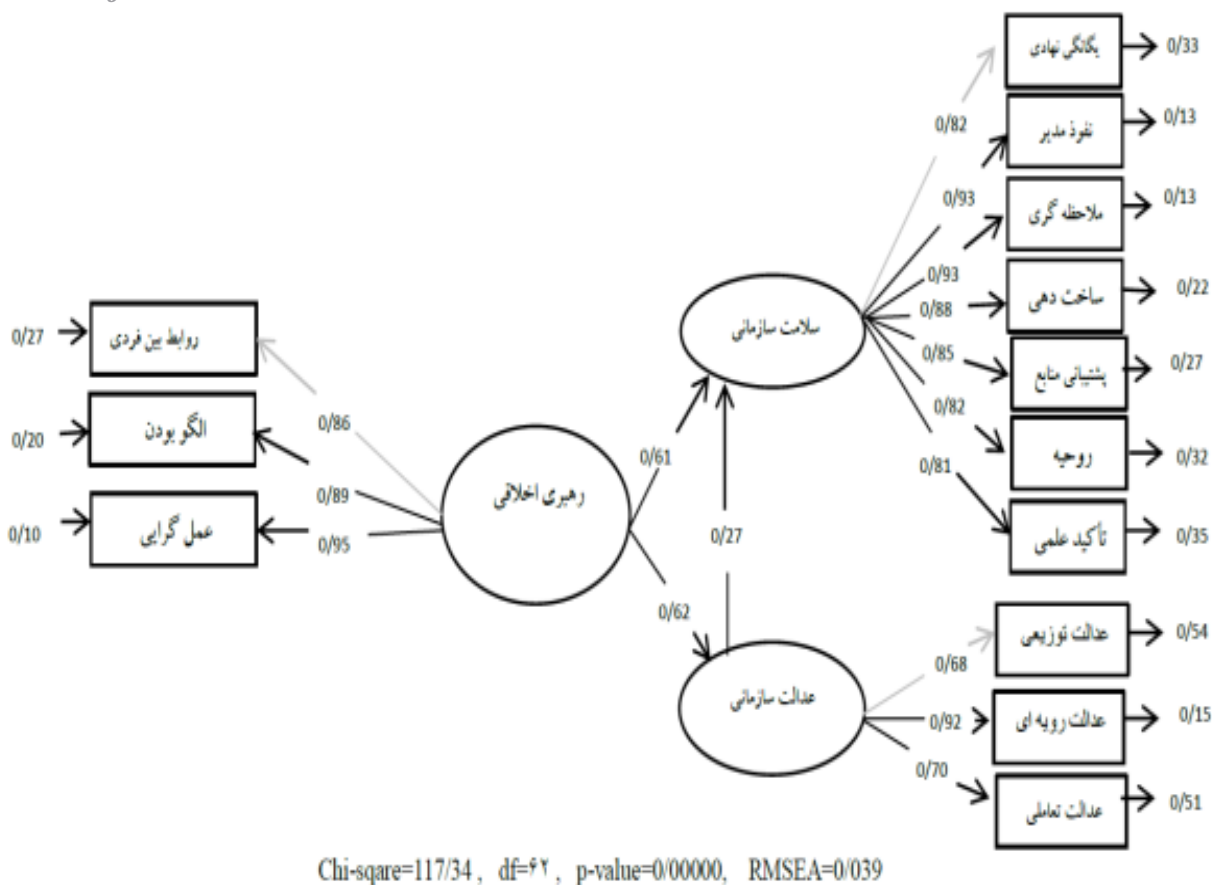 یگانگی نهادی
0/33
0/82
نفوذ مدیر
0/13
0/93
ملاحظه گری
0/13
0/93
ساخت دهی
0/22
0/88
پشتیبانی منابع
0/27
0/85
روحیه
0/32
0/82
تأکید علمی
0/35
0/81
سلامت سازمانی
روابط بین فردی
0/27
0/86
الگو بودن
0/20
0/89
عمل گرایی
0/10
0/95
رهبری اخلاقی
0/61
0/27
0/62
عدالت سازمانی
عدالت توزیعی
0/54
0/68
عدالت رویه ای
0/15
0/92
عدالت تعاملی
0/51
0/70
Chi-sqare=117/34 , df=۶۲, p-value=0/00000, RMSEA=0/039